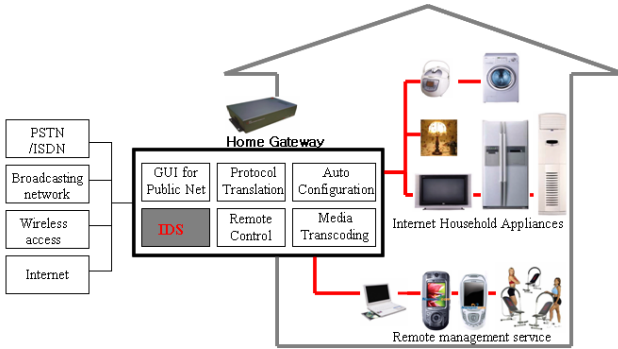 Home Gateway
PSTN
/ISDN
Broadcasting
network
Wireless
access
Internet
GUI for
Public Net
Protocol
Translation
Auto
Configuration
IDS
Remote
Control
Media
Transcoding
Internet Household Appliances
Remote management service